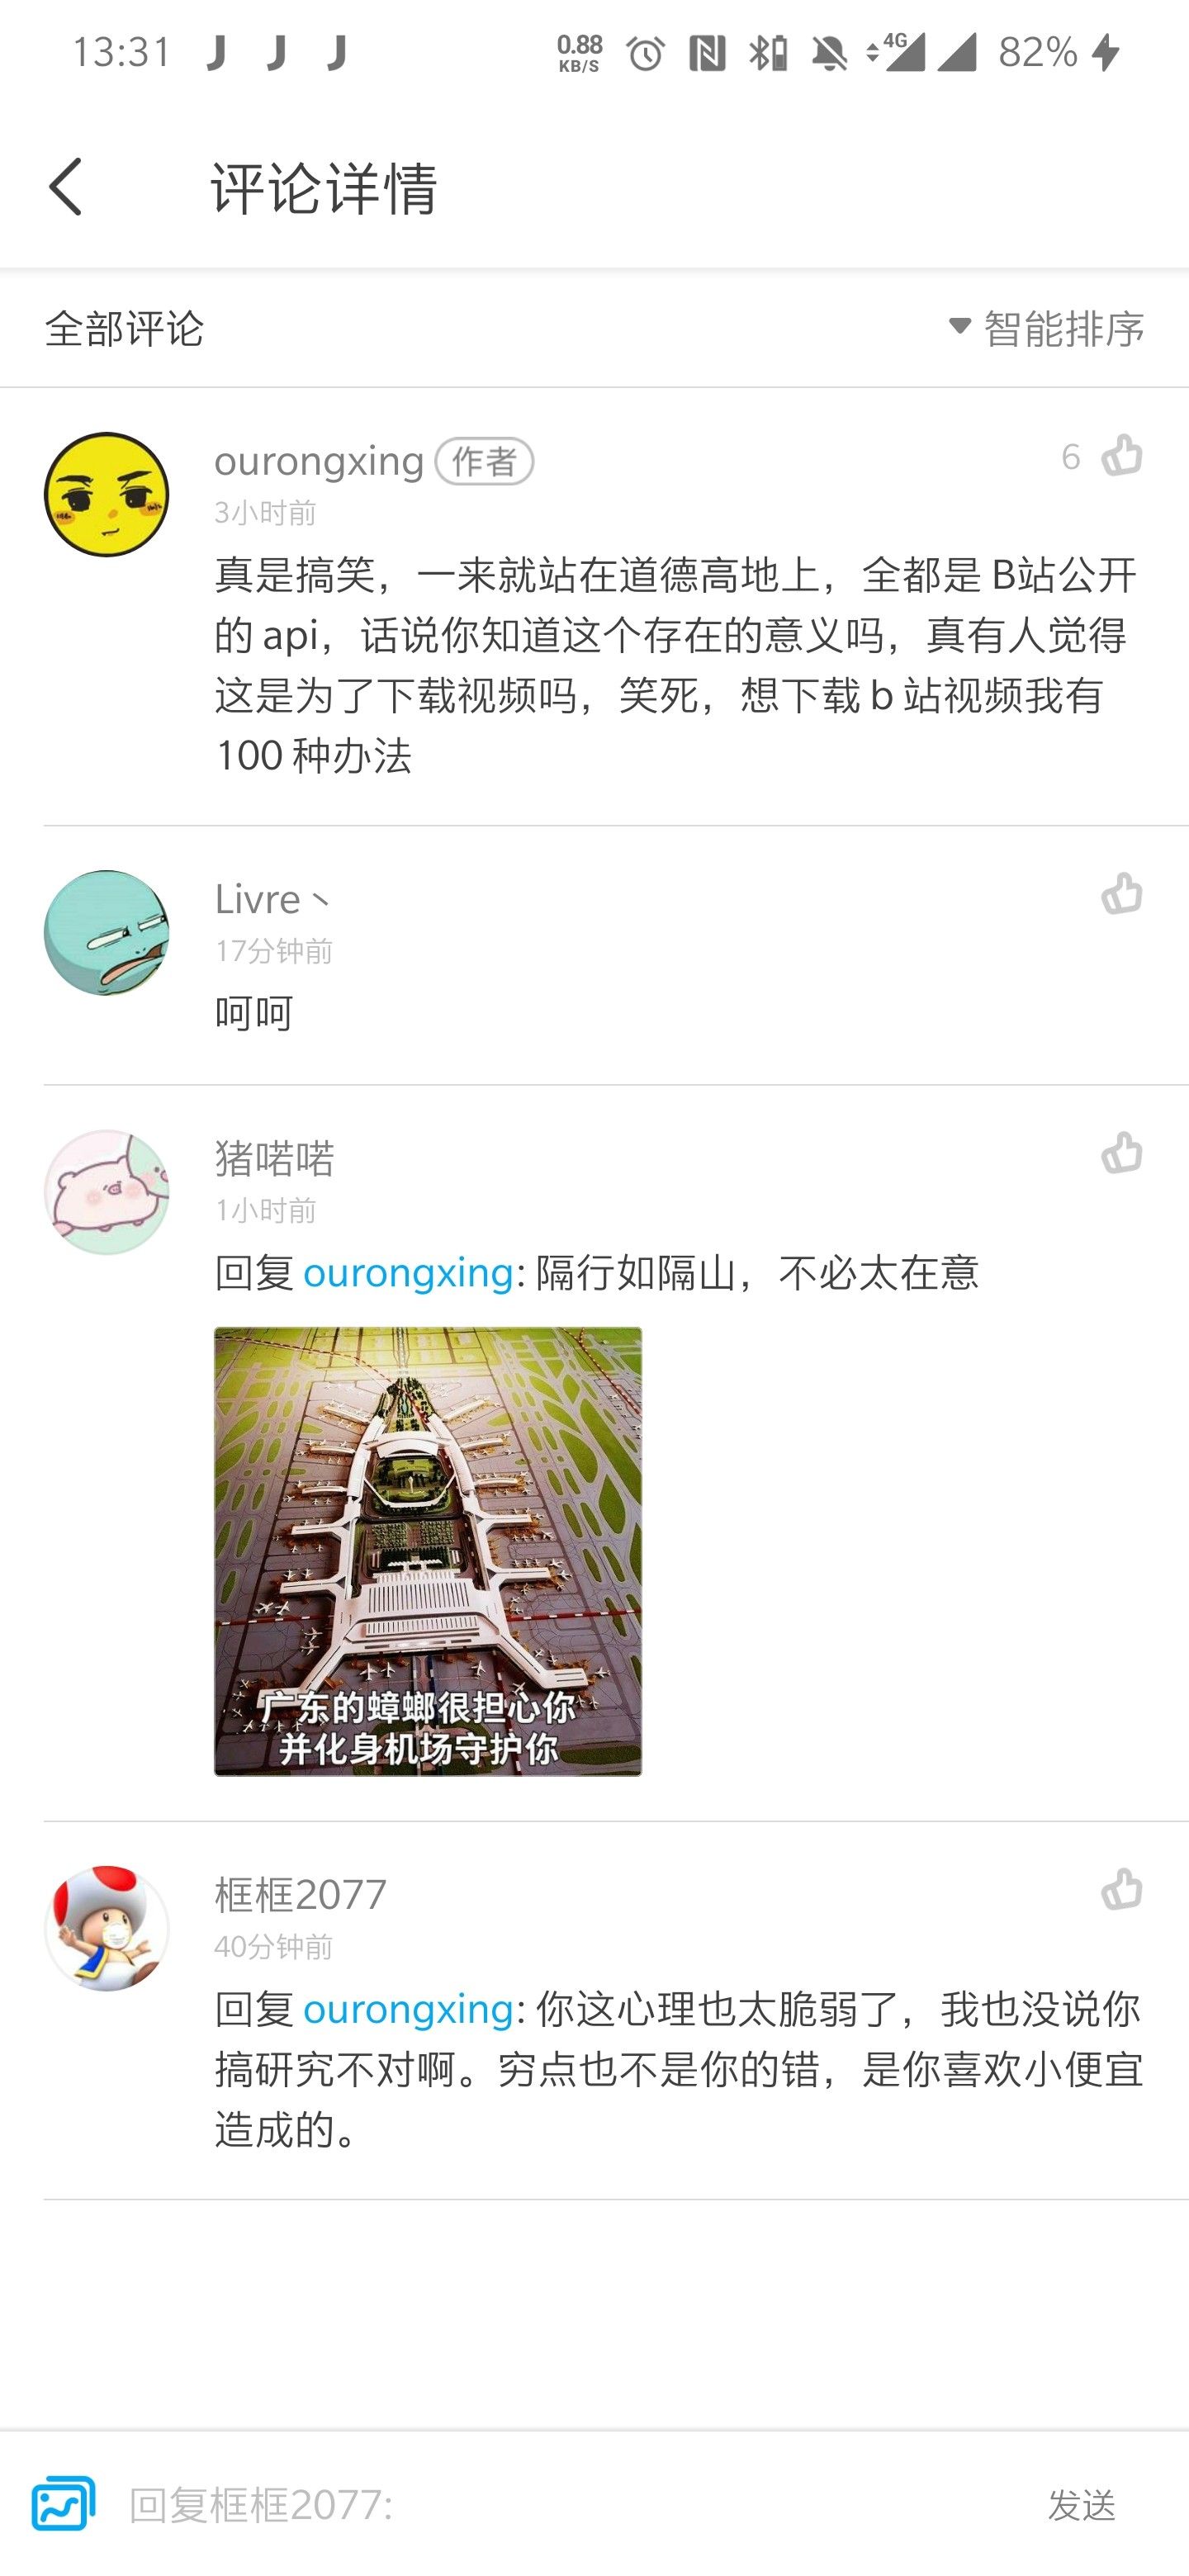 13:31
0.88
KB/S
4G
82%
评论详情
全部评论
智能排序
ourongxing 作者
6
3小时前
真是搞笑，一来就站在道德高地上，全都是 B站公开
的 api，话说你知道这个存在的意义吗，真有人觉得
这是为了下载视频吗，笑死，想下载 b 站视频我有
100 种办法
Livre丶
17分钟前
呵呵
猪喏喏
1小时前
回复 ourongxing: 隔行如隔山，不必太在意
广东的蟑螂很担心你
并化身机场守护你
框框2077
40分钟前
回复 ourongxing: 你这心理也太脆弱了，我也没说你
搞研究不对啊。穷点也不是你的错，是你喜欢小便宜
造成的。
回复框框2077:
发送